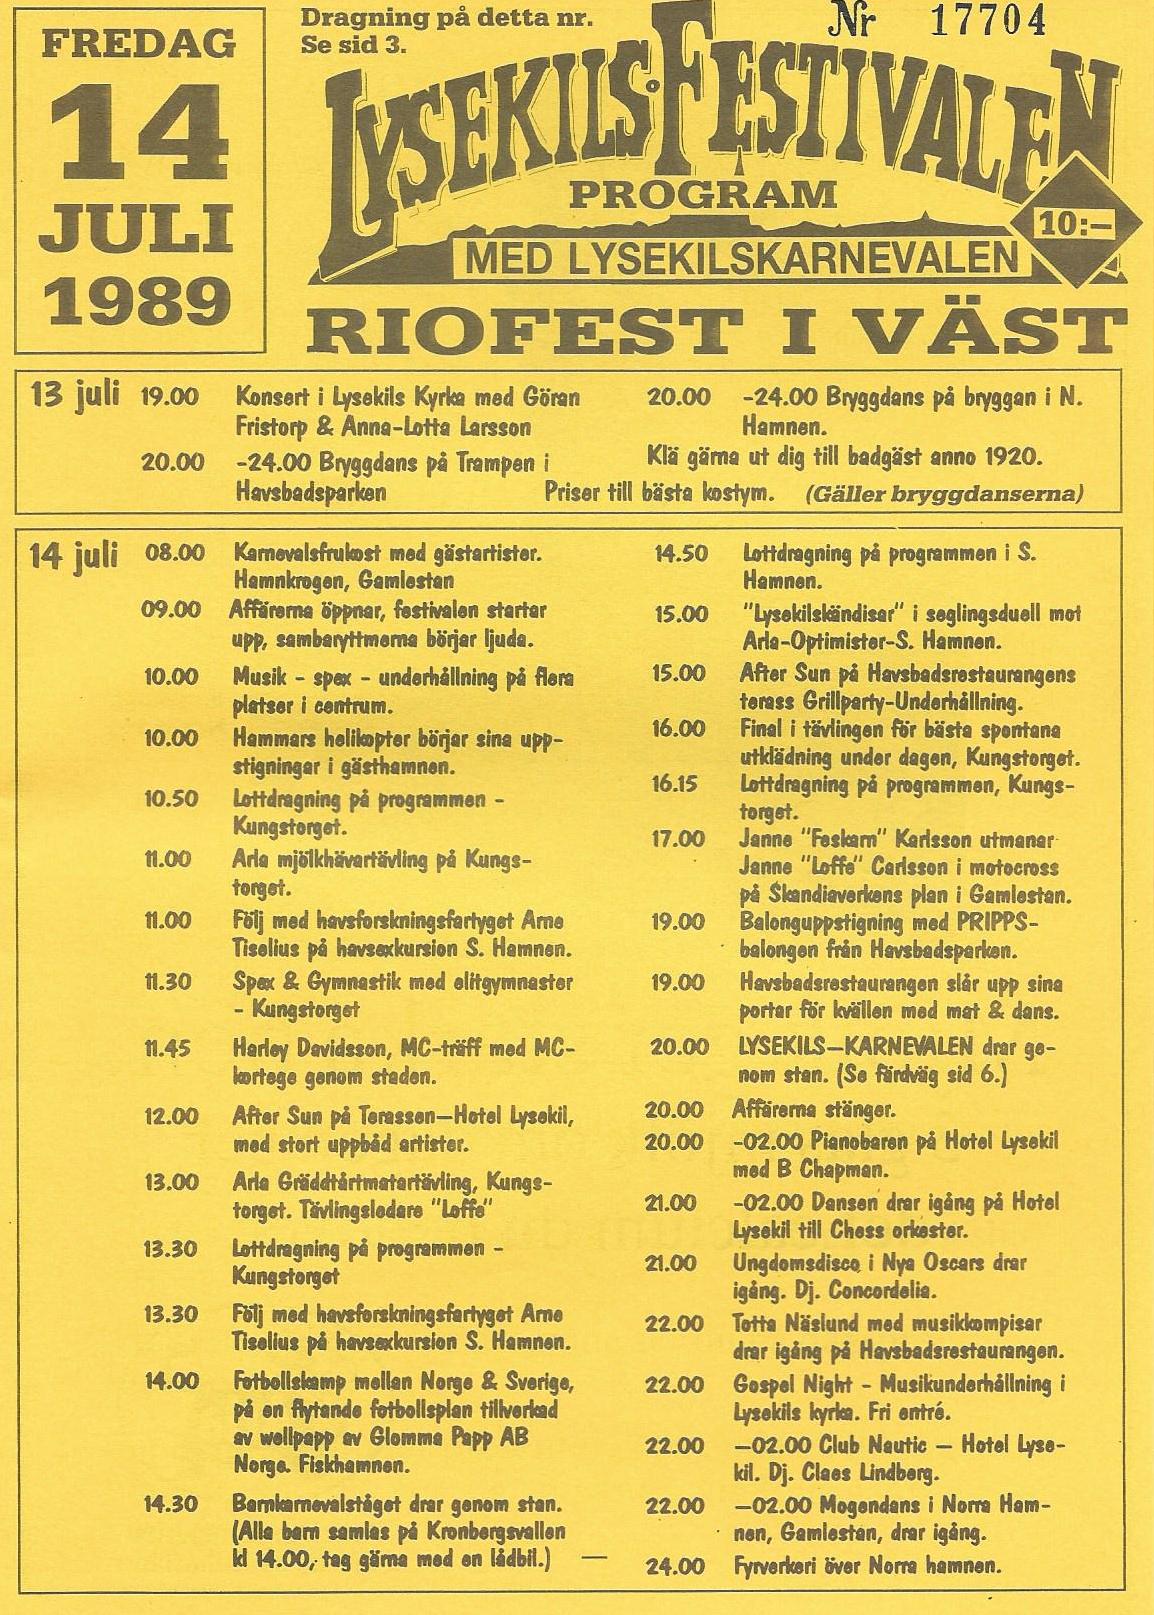 FREDAG
14
JULI
1989
Dragning på detta nr.
Se sid 3.
Nr 17704
LYSEKILS-FESTIVALEN
PROGRAM
10:–
MED LYSEKILSKARNEVALEN
RIOFEST I VÄST
13 juli 19.00 Konsert i Lysekils Kyrka med Göran
Fristorp & Anna-Lotta Larsson
20.00 -24.00 Bryggdans på Trampen i
Havsbadsparken
20.00 -24.00 Bryggdans på bryggan i N.
Hamnen.
Klä gärna ut dig till badgäst anno 1920.
Priser till bästa kostym. (Gäller bryggdanserna)
14 juli 08.00 Karnevalsfrukost med gästartister.
Hamnkrogen, Gamlestan
09.00 Affärerna öppnar, festivalen startar
upp, sambaryttmerna börjar ljuda.
10.00 Musik - spex - underhållning på flera
platser i centrum.
10.00 Hammars helikopter börjar sina upp-
stigningar i gästhamnen.
10.50 Lottdragning på programmen -
Kungstorget.
11.00 Arla mjölkhävartävling på Kungs-
torget.
11.00 Följ med havsforskningsfartyget Arne
Tiselius på havsexkursion S. Hamnen.
11.30 Spex & Gymnastik med elitgymnaster
- Kungstorget
11.45 Harley Davidsson, MC-träff med MC-
kortege genom staden.
12.00 After Sun på Terassen—Hotel Lysekil,
med stort uppbåd artister.
13.00 Arla Gräddtårtmatartävling, Kungs-
torget. Tävlingsledare "Loffe"
13.30 Lottdragning på programmen -
Kungstorget
13.30 Följ med havsforskningsfartyget Arne
Tiselius på havsexkursion S. Hamnen.
14.00 Fotbollskamp mellan Norge & Sverige,
på en flytande fotbollsplan tillverkad
av wellpapp av Glomma Papp AB
Norge. Fiskhamnen.
14.30 Barnkarnevalståget drar genom stan.
(Alla barn samlas på Kronbergsvallen
kl 14.00, tag gärna med en lådbil.) —
14.50 Lottdragning på programmen i S.
Hamnen.
15.00 "Lysekilskändisar" i seglingsduell mot
Arla-Optimister-S. Hamnen.
15.00 After Sun på Havsbadsrestaurangens
terass Grillparty-Underhållning.
16.00 Final i tävlingen för bästa spontana
utklädning under dagen, Kungstorget.
16.15 Lottdragning på programmen, Kungs-
torget.
17.00 Janne "Feskarn" Karlsson utmanar
Janne "Loffe" Carlsson i motocross
på Skandiaverkens plan i Gamlestan.
19.00 Balonguppstigning med PRIPPS-
balongen från Havsbadsparken.
19.00 Havsbadsrestaurangen slår upp sina
portar för kvällen med mat & dans.
20.00 LYSEKILS—KARNEVALEN drar ge-
nom stan. (Se färdväg sid 6.)
20.00 Affärerna stänger.
20.00 -02.00 Pianobaren på Hotel Lysekil
med B Chapman.
21.00 -02.00 Dansen drar igång på Hotel
Lysekil till Chess orkester.
21.00 Ungdomsdisco i Nya Oscars drar
igång. Dj. Concordelia.
22.00 Totta Näslund med musikkompisar
drar igång på Havsbadsrestaurangen.
22.00 Gospel Night - Musikunderhållning i
Lysekils kyrka. Fri entré.
22.00 —02.00 Club Nautic — Hotel Lyse-
kil. Dj. Claes Lindberg.
22.00 —02.00 Mogendans i Norra Ham-
nen, Gamlestan, drar igång.
24.00 Fyrverkeri över Norra hamnen.